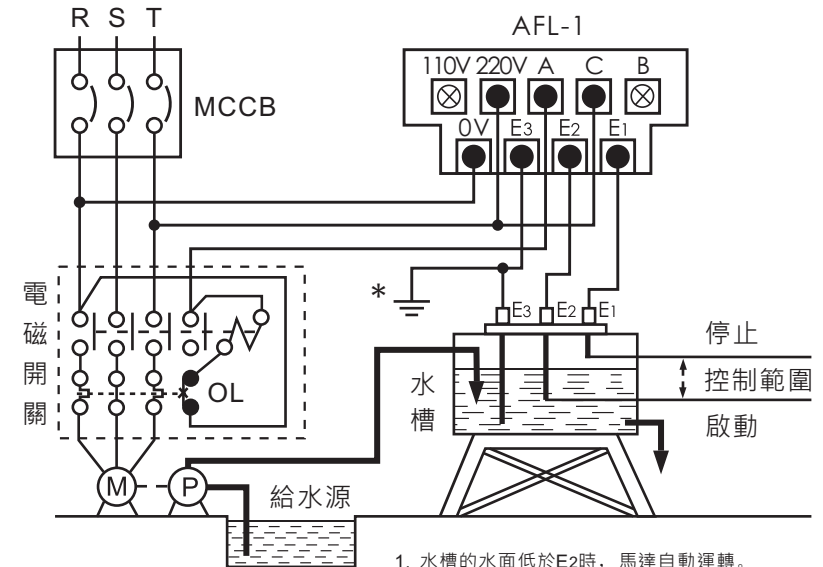 R S T
AFL-1
110V 220V A C B
MCCB
0V E3 E2 E1
電磁開關
*
E3 E2 E1
停止
水槽
控制範圍
OL
啟動
M P
給水源
1. 水槽的水面低於E2時，馬達自動運轉。